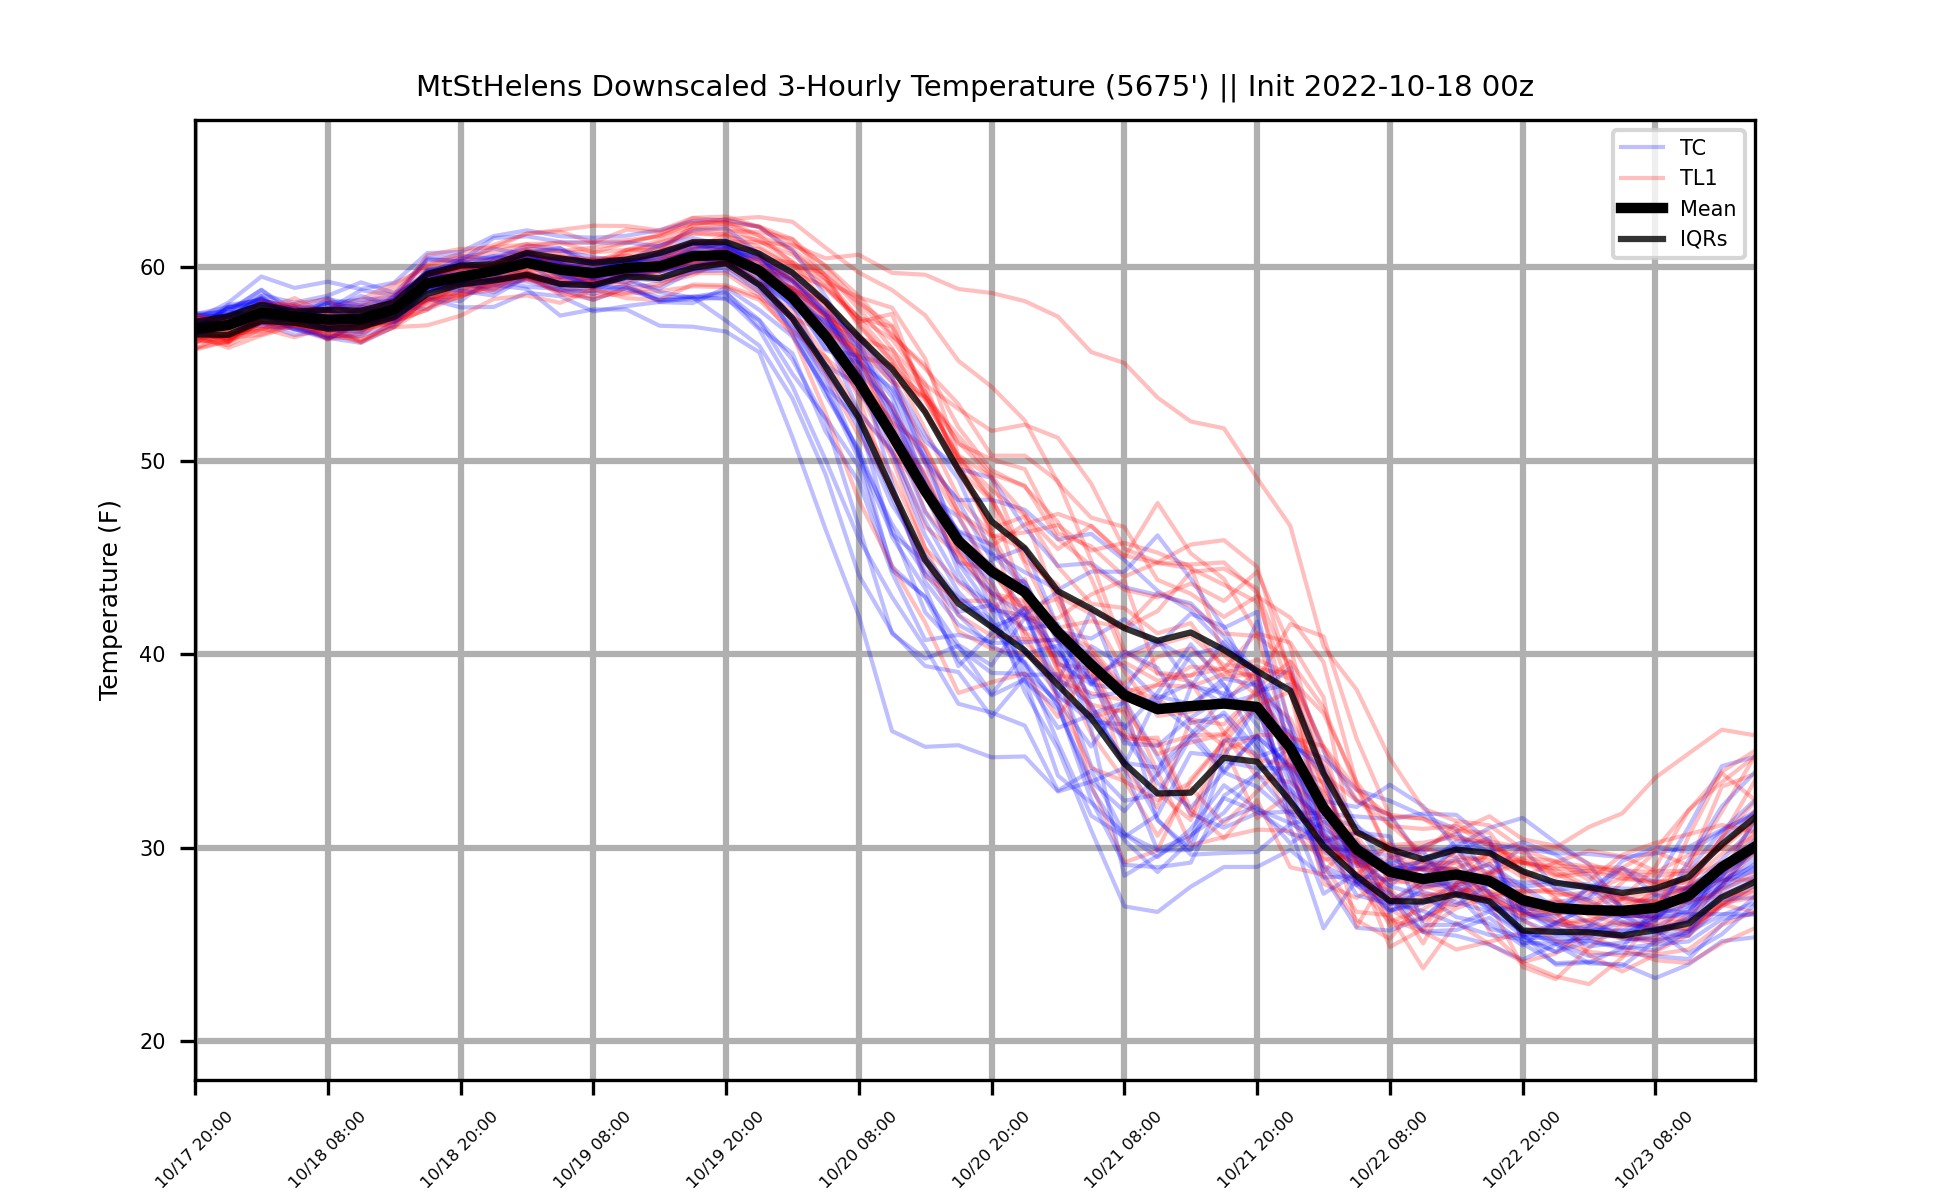 MtStHelens Downscaled 3-Hourly Temperature (5675') || Init 2022-10-18 00z
TC
TL1
Mean
IQRs
Temperature (F)
60
50
40
30
20
10/17 20:00
10/18 08:00
10/18 20:00
10/19 08:00
10/19 20:00
10/20 08:00
10/20 20:00
10/21 08:00
10/21 20:00
10/22 08:00
10/22 20:00
10/23 08:00